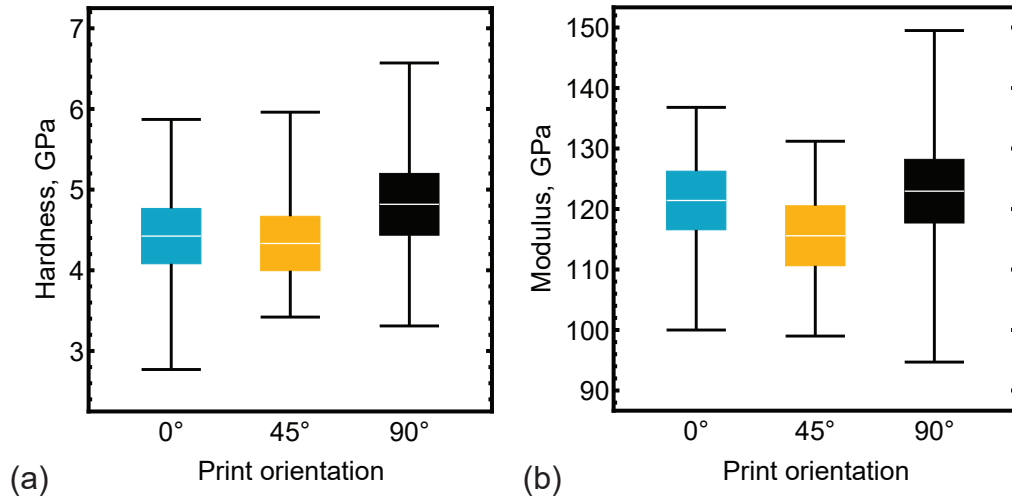 Hardness, GPa
7
6
5
4
3
0° 45° 90°
Print orientation
(a)
Modulus, GPa
150
140
130
120
110
100
90
0° 45° 90°
Print orientation
(b)